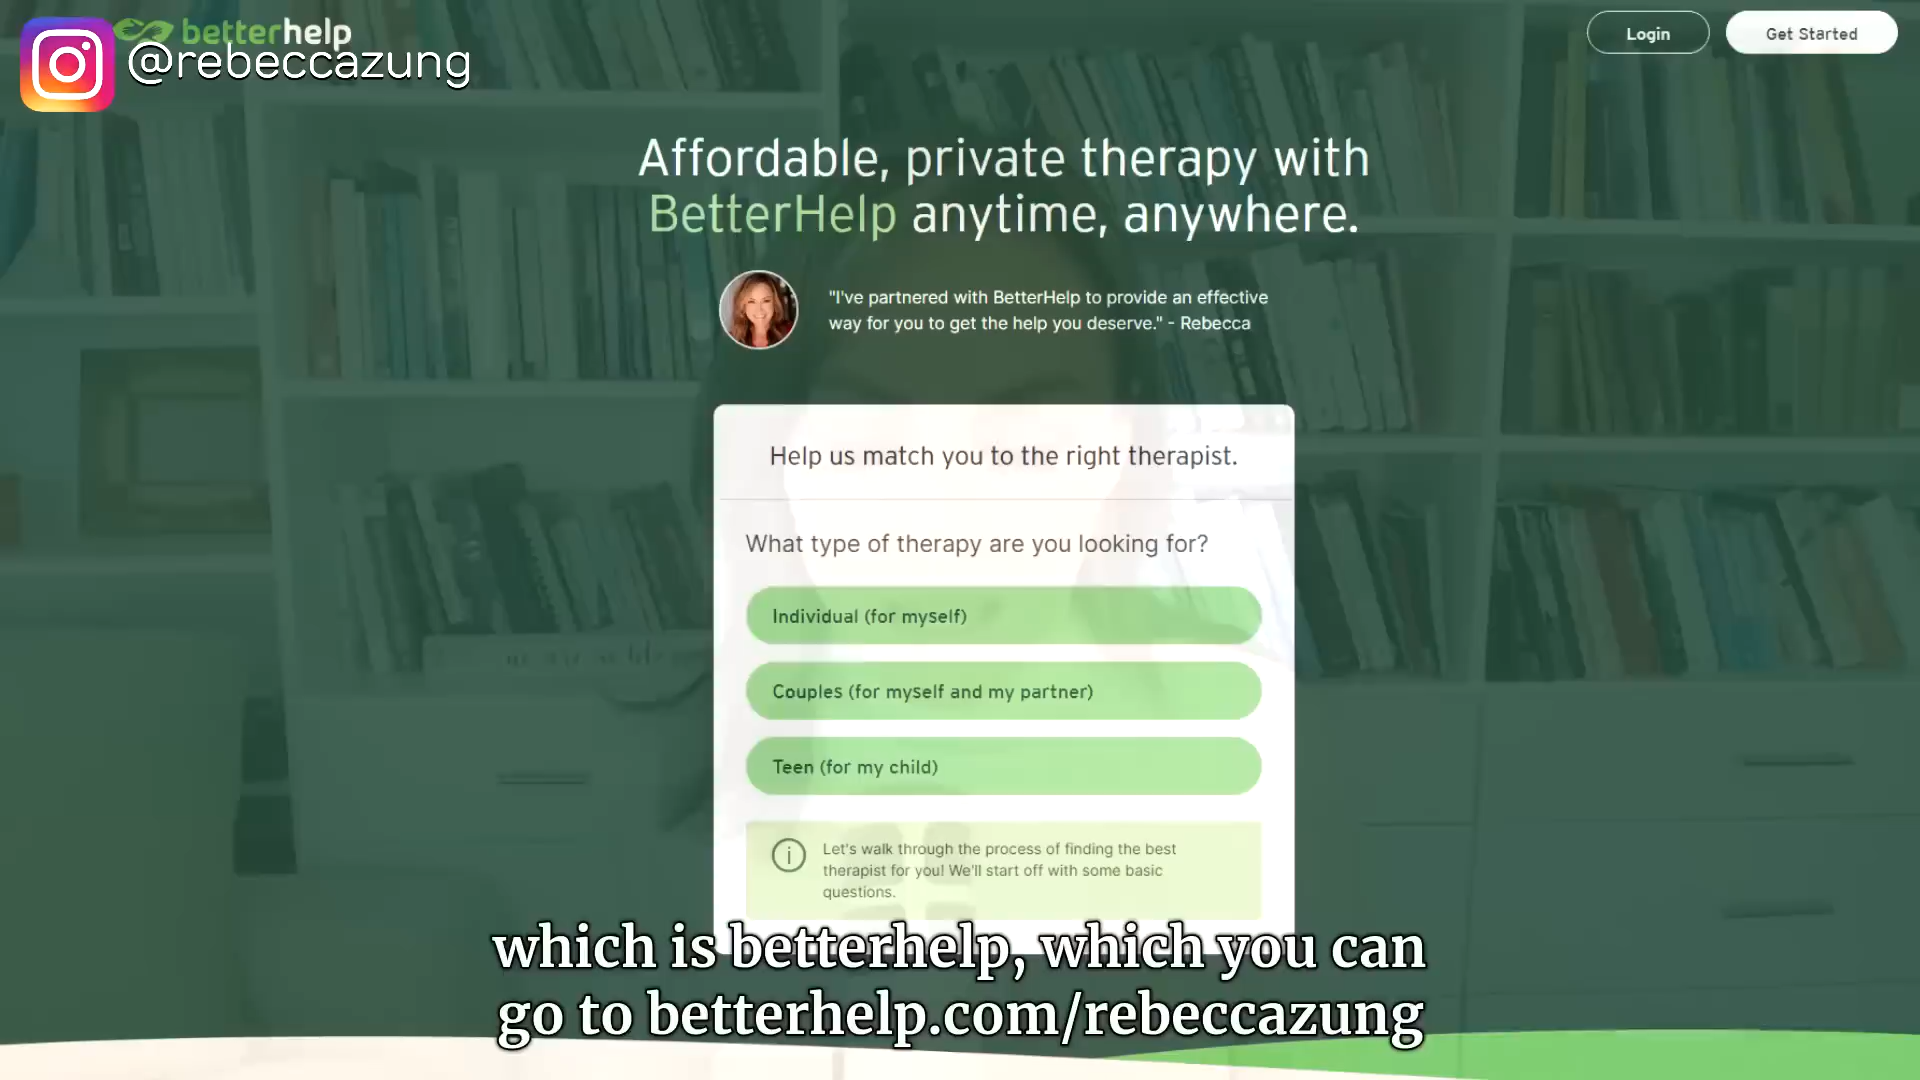 betterhelp
@rebeccazung
Login
Get Started
Affordable, private therapy with
BetterHelp anytime, anywhere.
"I've partnered with BetterHelp to provide an effective
way for you to get the help you deserve." - Rebecca
Help us match you to the right therapist.
What type of therapy are you looking for?
Individual (for myself)
Couples (for myself and my partner)
Teen (for my child)
Let's walk through the process of finding the best
therapist for you! We'll start off with some basic
questions.
which is betterhelp, which you can
go to betterhelp.com/rebeccazung